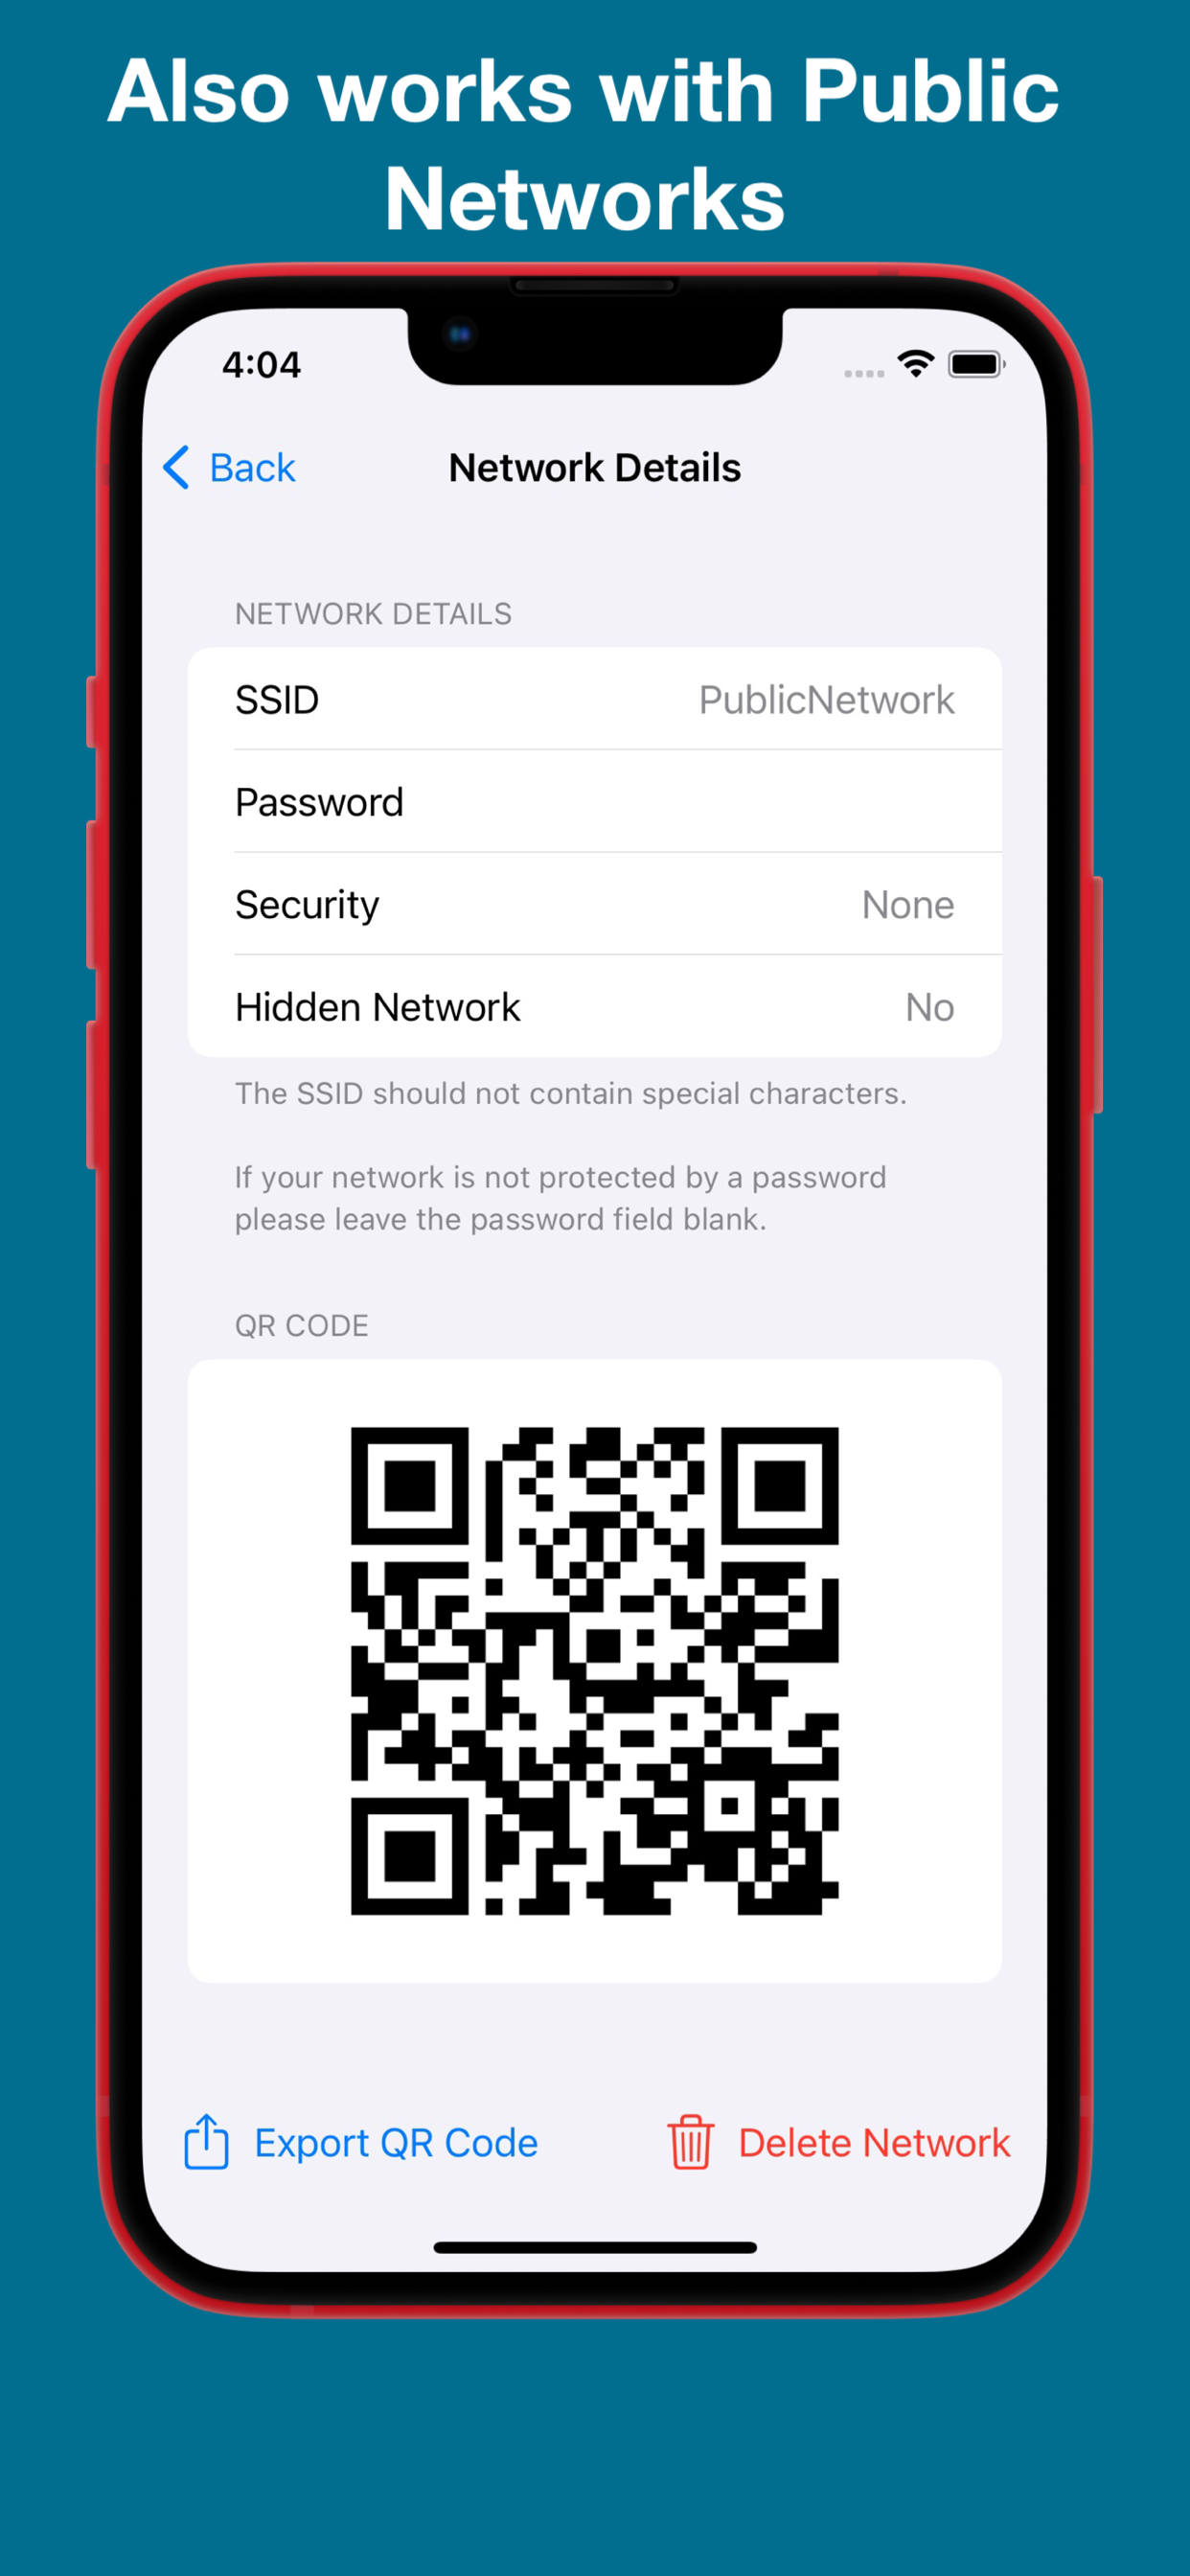 Also works with Public
Networks
4:04
Back
Network Details
NETWORK DETAILS
SSID
PublicNetwork
Password
Security
None
Hidden Network
No
The SSID should not contain special characters.
If your network is not protected by a password
please leave the password field blank.
QR CODE
Export QR Code
Delete Network